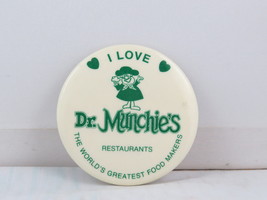 I LOVE
Dr. Munchie's
RESTAURANTS
THE WORLD'S GREATEST FOOD MAKERS